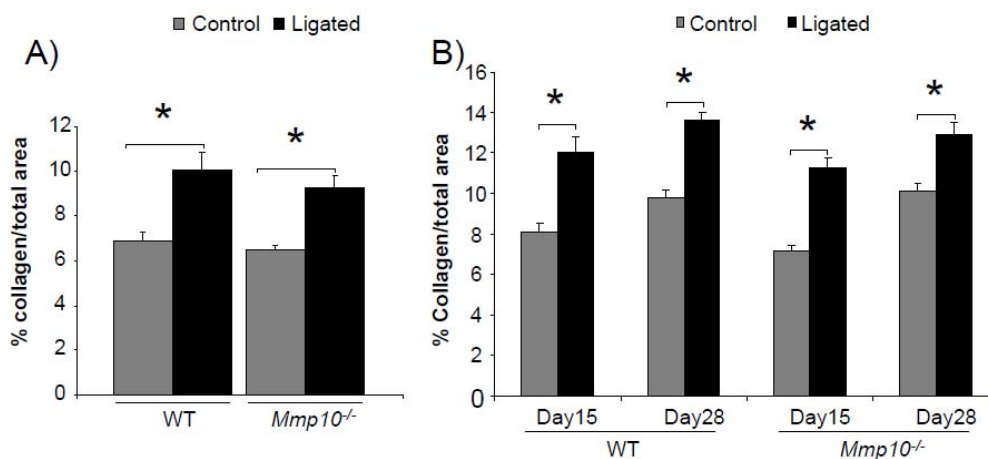 A)
Control Ligated
% collagen/total area
12
10
8
6
4
2
0
*
*
WT Mmp10-/-
B)
Control Ligated
% Collagen/total area
16
14
12
10
8
6
4
2
0
*
*
*
*
Day15 Day28 Day15 Day28
WT Mmp10-/-